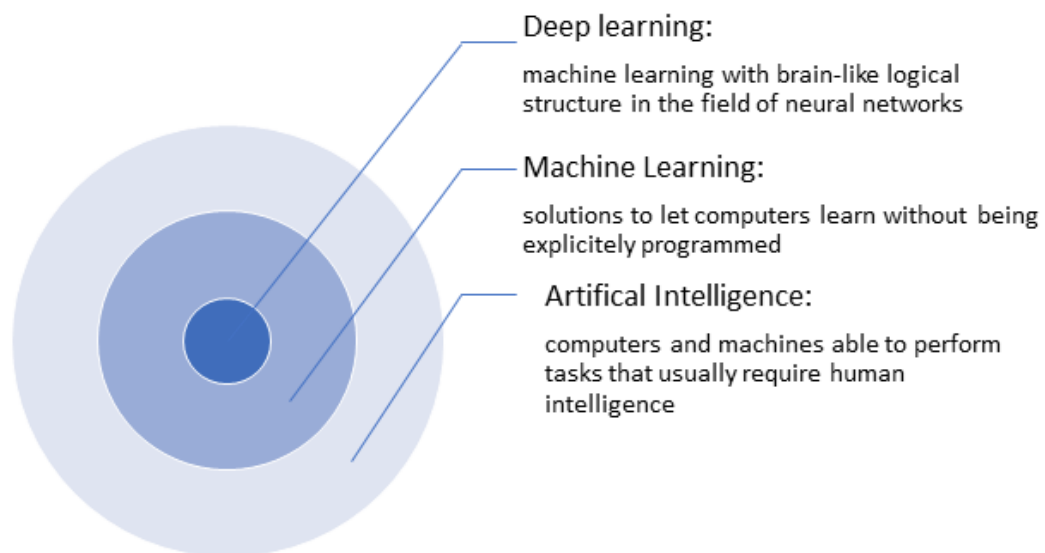 Deep learning:
machine learning with brain-like logical
structure in the field of neural networks
Machine Learning:
solutions to let computers learn without being
explicitely programmed
Artifical Intelligence:
computers and machines able to perform
tasks that usually require human
intelligence